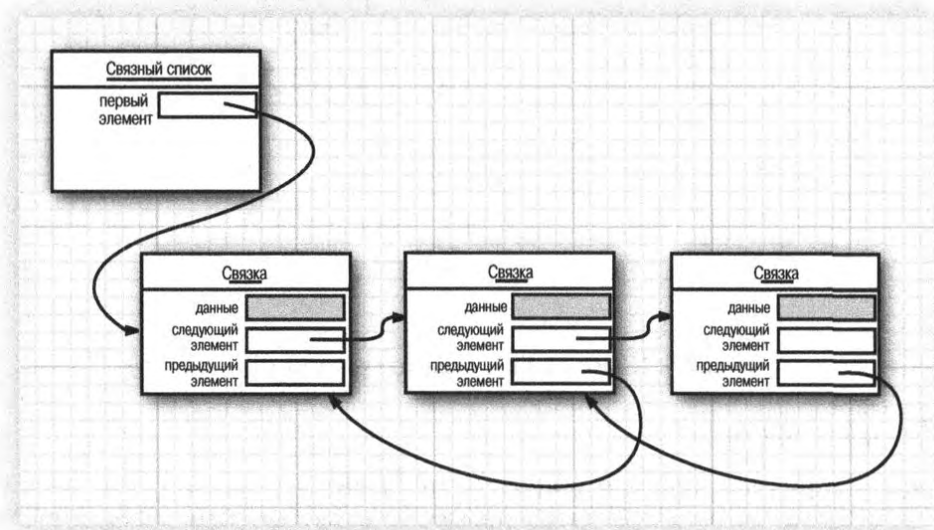 Связный список
первый
элемент
Связка
данные
следующий
элемент
предыдущий
элемент
Связка
данные
следующий
элемент
предыдущий
элемент
Связка
данные
следующий
элемент
предыдущий
элемент